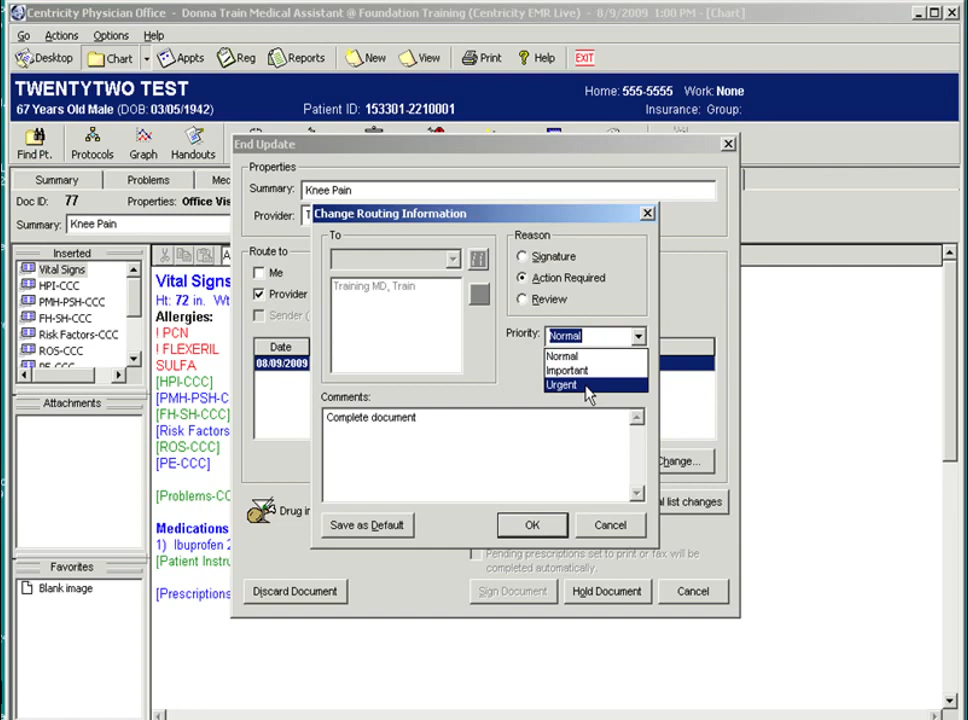 Centricity Physician Office - Donna Train Medical Assistant @ Foundation Training (Centricity EMR Live) - 8/9/2009 1:00 PM - [Chart]
Go Actions Options Help
Desktop Chart Appts Reg Reports New View Print Help EXIT
TWENTYTWO TEST
Home: 555-5555 Work: None
67 Years Old Male (DOB: 03/05/1942) Patient ID: 153301-2210001 Insurance: Group:
Find Pt. Protocols Graph Handouts
End Update
Summary Problems
Properties
Doc ID: 77 Properties: Office Vis
Summary: Knee Pain
Summary: Knee Pain
Provider: T
Change Routing Information
Inserted
Vital Signs
HPI-CCC
PMH-PSH-CCC
FH-SH-CCC
Risk Factors-CCC
ROS-CCC
PE-CCC
Attachments
Favorites
Blank image
Vital Signs
Ht: 72 in. Wt
Allergies:
! PCN
! FLEXERIL
SULFA
[HPI-CCC]
[PMH-PSH-C
[FH-SH-CCC]
[Risk Factors
[ROS-CCC]
[PE-CCC]
[Problems-CC
Medications
1) Ibuprofen 2
[Patient Instru
[Prescriptions
Route to
Me
Provider
Sender (
Date
08/09/2009
To
Training MD, Train
Reason
Signature
Action Required
Review
Priority: Normal
Normal
Important
Urgent
Comments:
Complete document
Save as Default OK Cancel
Change...
Drug in
al list changes
Pending prescriptions set to print or fax will be
completed automatically.
Discard Document Sign Document Hold Document Cancel